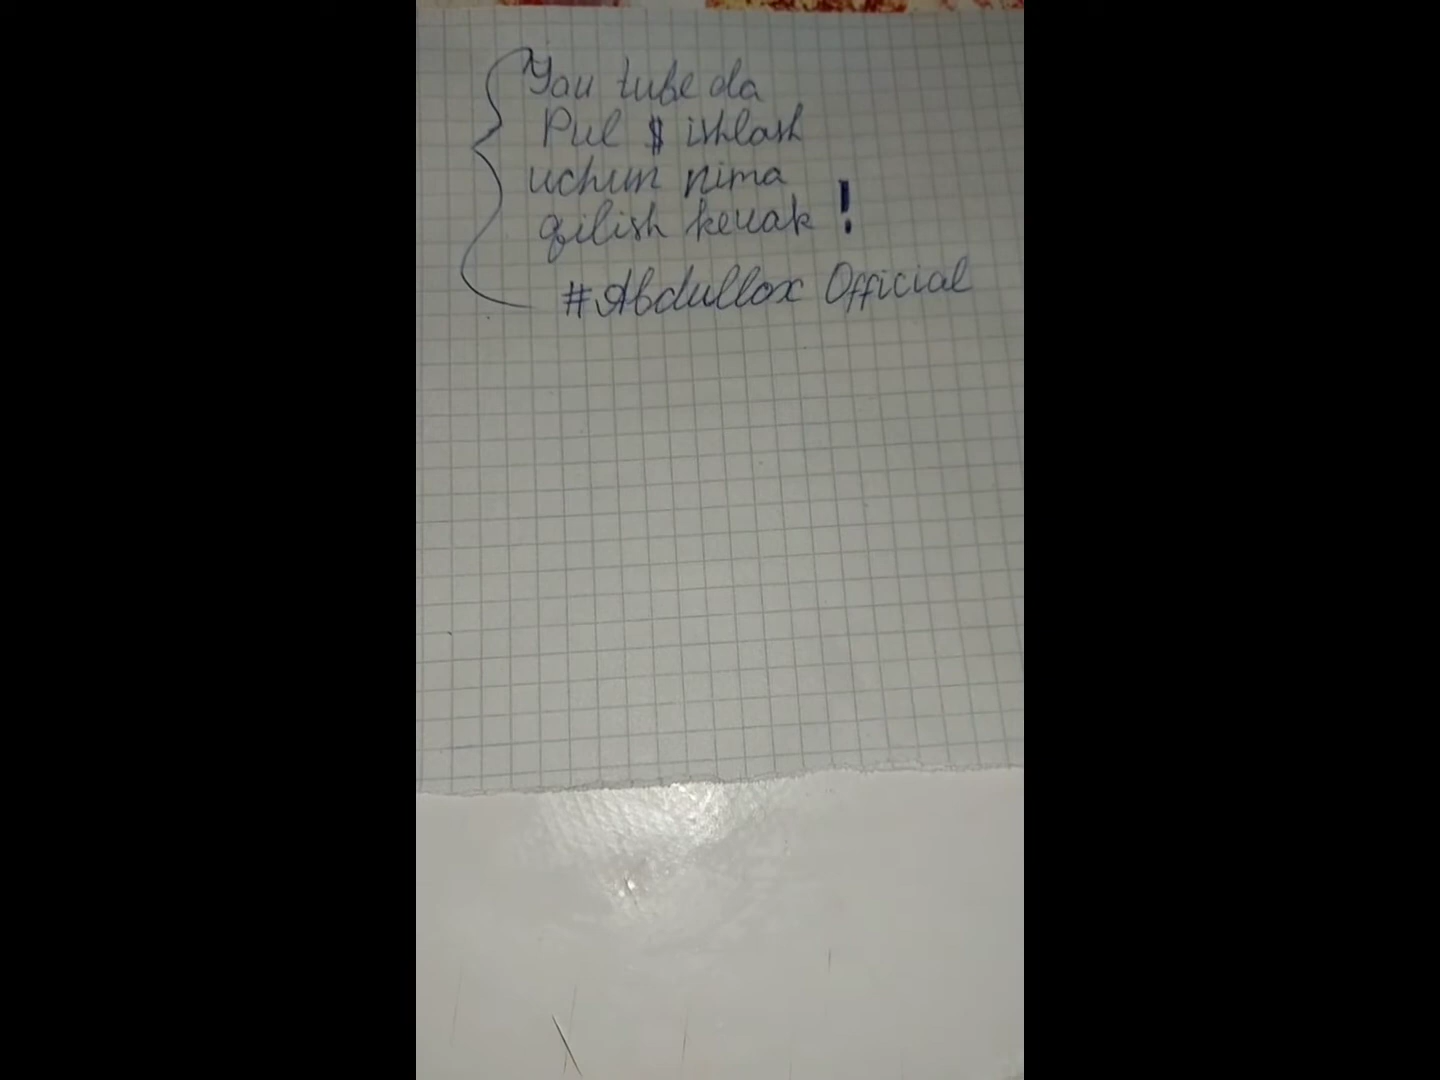 You tube da
Pul $ ishlash
uchun nima
qilish kerak !
#Abdullox Official